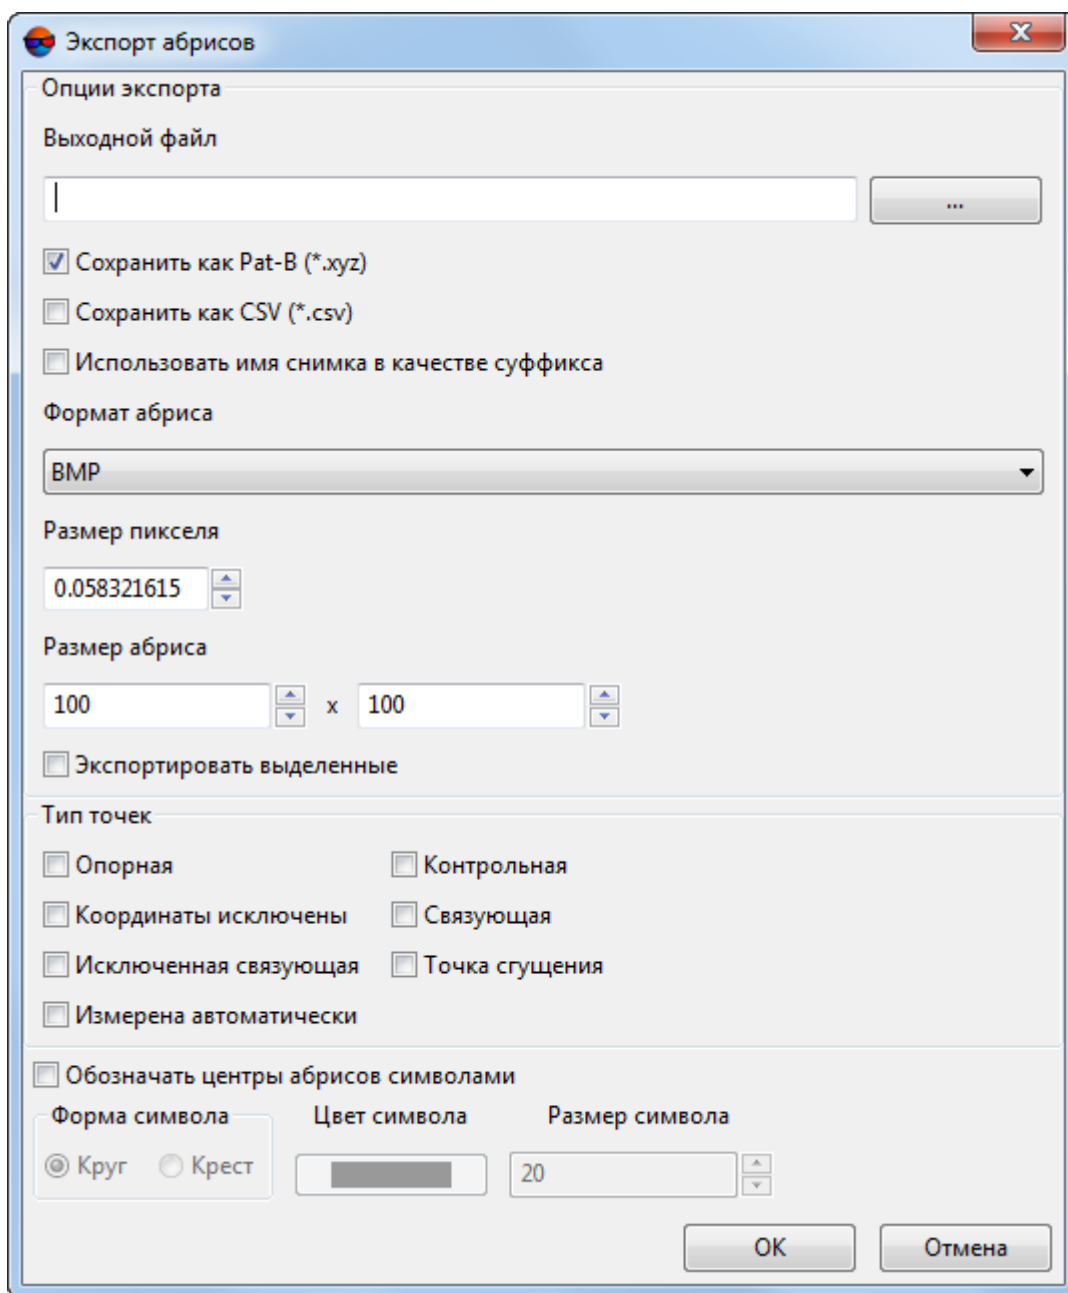 Экспорт абрисов
Опции экспорта
Выходной файл
...
Сохранить как Pat-B (*.xyz)
Сохранить как CSV (*.csv)
Использовать имя снимка в качестве суффикса
Формат абриса
BMP
Размер пикселя
0.058321615
Размер абриса
100 x 100
Экспортировать выделенные
Тип точек
Опорная Контрольная
Координаты исключены Связующая
Исключенная связующая Точка сгущения
Измерена автоматически
Обозначать центры абрисов символами
Форма символа Цвет символа Размер символа
Круг Крест 20
OK Отмена